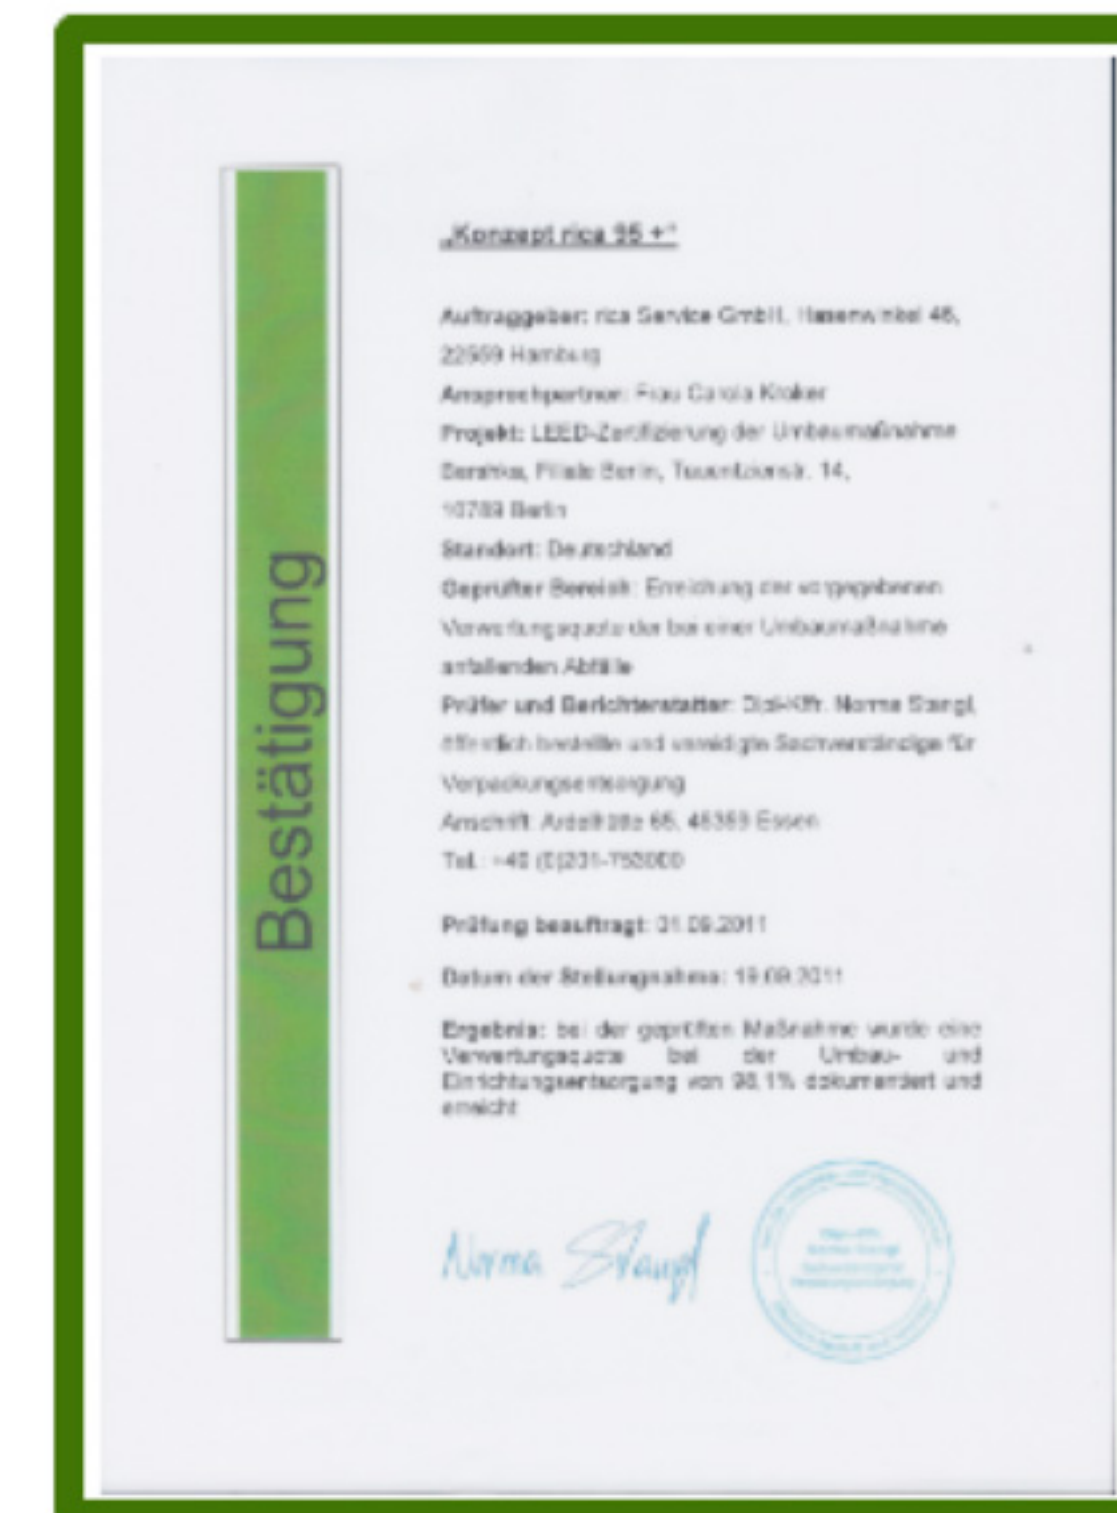 Bestätigung
„Konzept rica 95 +“
Auftraggeber: rica Service GmbH, Hasenwinkel 46,
22559 Hamburg
Ansprechpartner: Frau Carola Kroker
Projekt: LEED-Zertifizierung der Umbaumaßnahme
Bershka, Filiale Berlin, Tauentzienstr. 14,
10789 Berlin
Standort: Deutschland
Geprüfter Bereich: Erreichung der vorgegebenen
Verwertungsquote der bei einer Umbaumaßnahme
anfallenden Abfälle
Prüfer und Berichterstatter: Dipl-Kffr. Norma Stangl,
öffentlich bestellte und vereidigte Sachverständige für
Verpackungsentsorgung
Anschrift: 45359 Essen
Tel.: +49 (0)201-
Prüfung beauftragt: 01.09.2011
Datum der Stellungnahme: 19.09.2011
Ergebnis: bei der geprüften Maßnahme wurde eine
Verwertungsquote bei der Umbau- und
Einrichtungsentsorgung von 98,1% dokumentiert und
erreicht
Norma Stangl